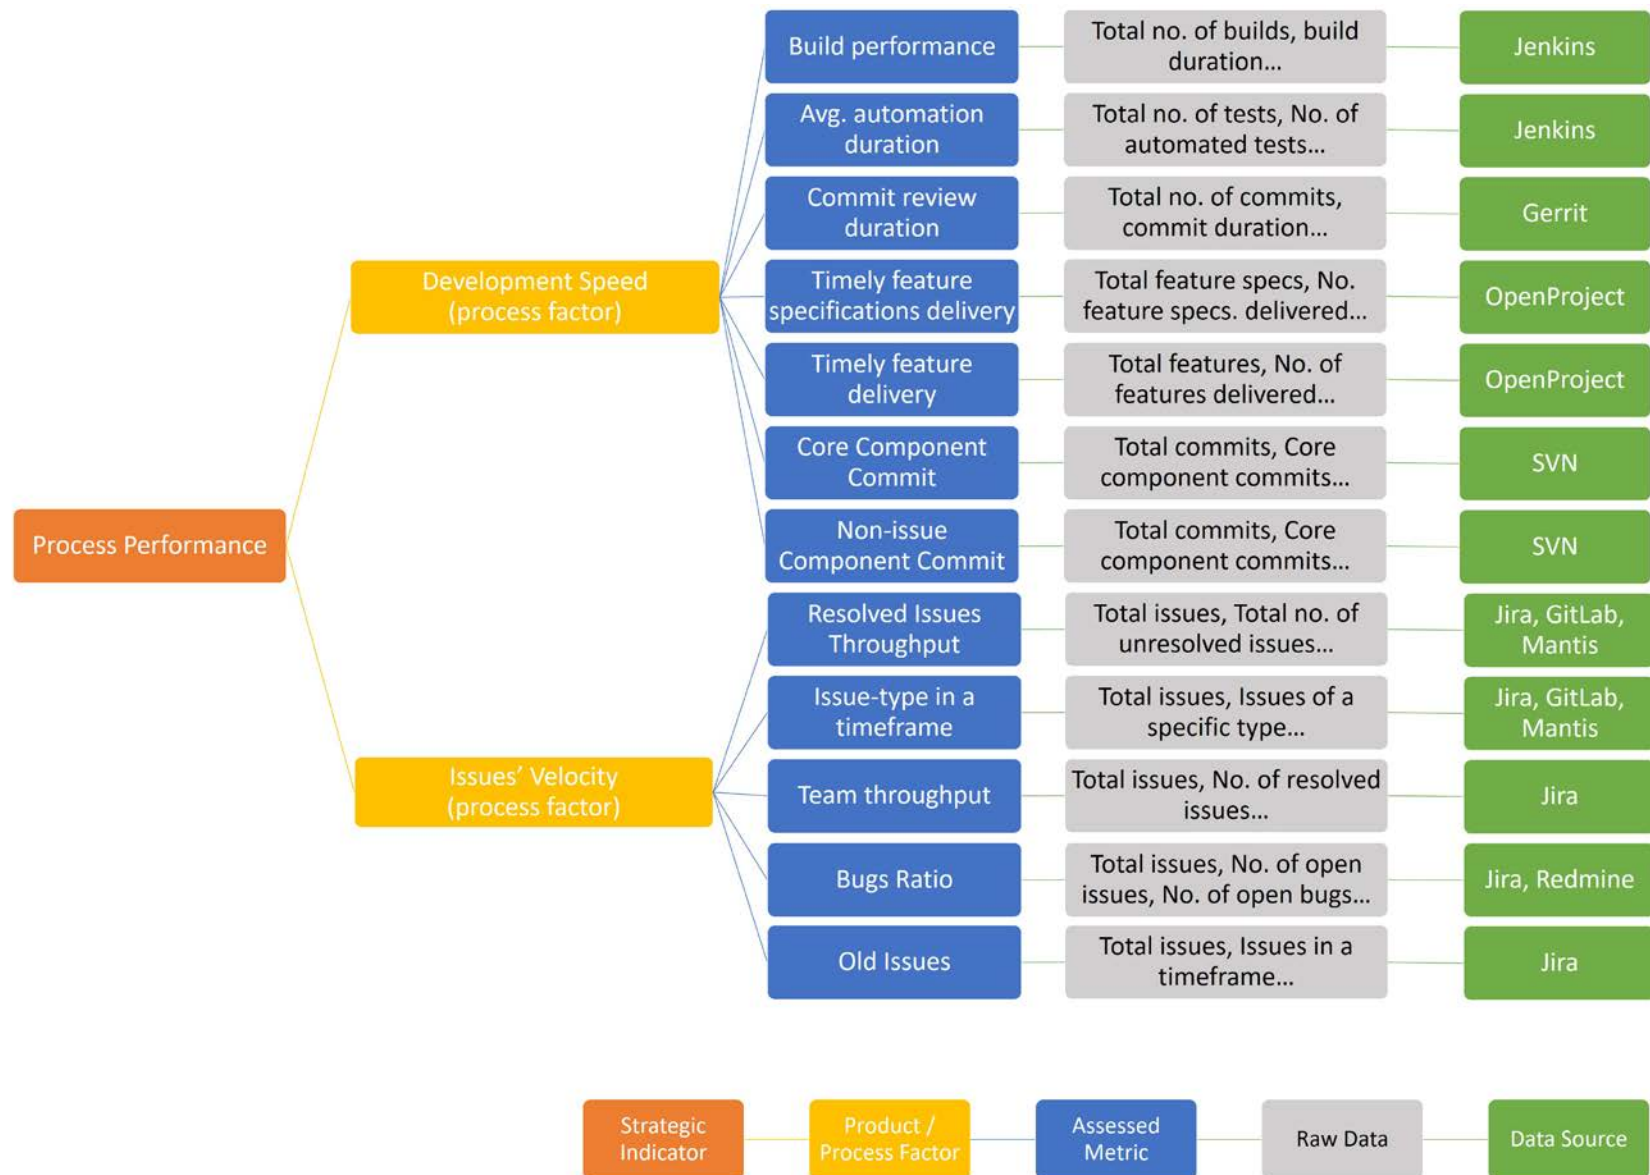 Process Performance
Development Speed
(process factor)
Issues’ Velocity
(process factor)
Build performance
Total no. of builds, build
duration...
Jenkins
Avg. automation
duration
Total no. of tests, No. of
automated tests...
Jenkins
Commit review
duration
Total no. of commits,
commit duration...
Gerrit
Timely feature
specifications delivery
Total feature specs, No.
feature specs. delivered...
OpenProject
Timely feature
delivery
Total features, No. of
features delivered...
OpenProject
Core Component
Commit
Total commits, Core
component commits...
SVN
Non-issue
Component Commit
Total commits, Core
component commits...
SVN
Resolved Issues
Throughput
Total issues, Total no. of
unresolved issues...
Jira, GitLab,
Mantis
Issue-type in a
timeframe
Total issues, Issues of a
specific type...
Jira, GitLab,
Mantis
Team throughput
Total issues, No. of resolved
issues...
Jira
Bugs Ratio
Total issues, No. of open
issues, No. of open bugs...
Jira, Redmine
Old Issues
Total issues, Issues in a
timeframe...
Jira
Strategic
Indicator
Product /
Process Factor
Assessed
Metric
Raw Data
Data Source